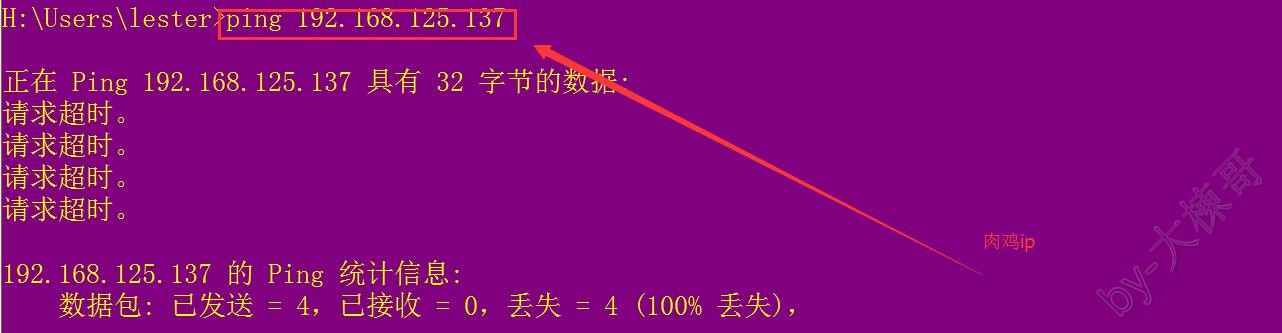 H:\Users\lester>ping 192.168.125.137
正在 Ping 192.168.125.137 具有 32 字节的数据:
请求超时。
请求超时。
请求超时。
请求超时。
肉鸡ip
192.168.125.137 的 Ping 统计信息:
数据包: 已发送 = 4，已接收 = 0，丢失 = 4 (100% 丢失)，
by-大棟哥